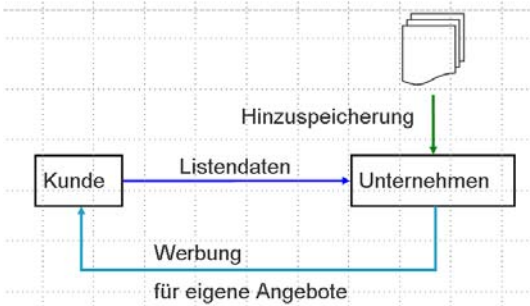 Hinzuspeicherung
Kunde
Listendaten
Unternehmen
Werbung
für eigene Angebote